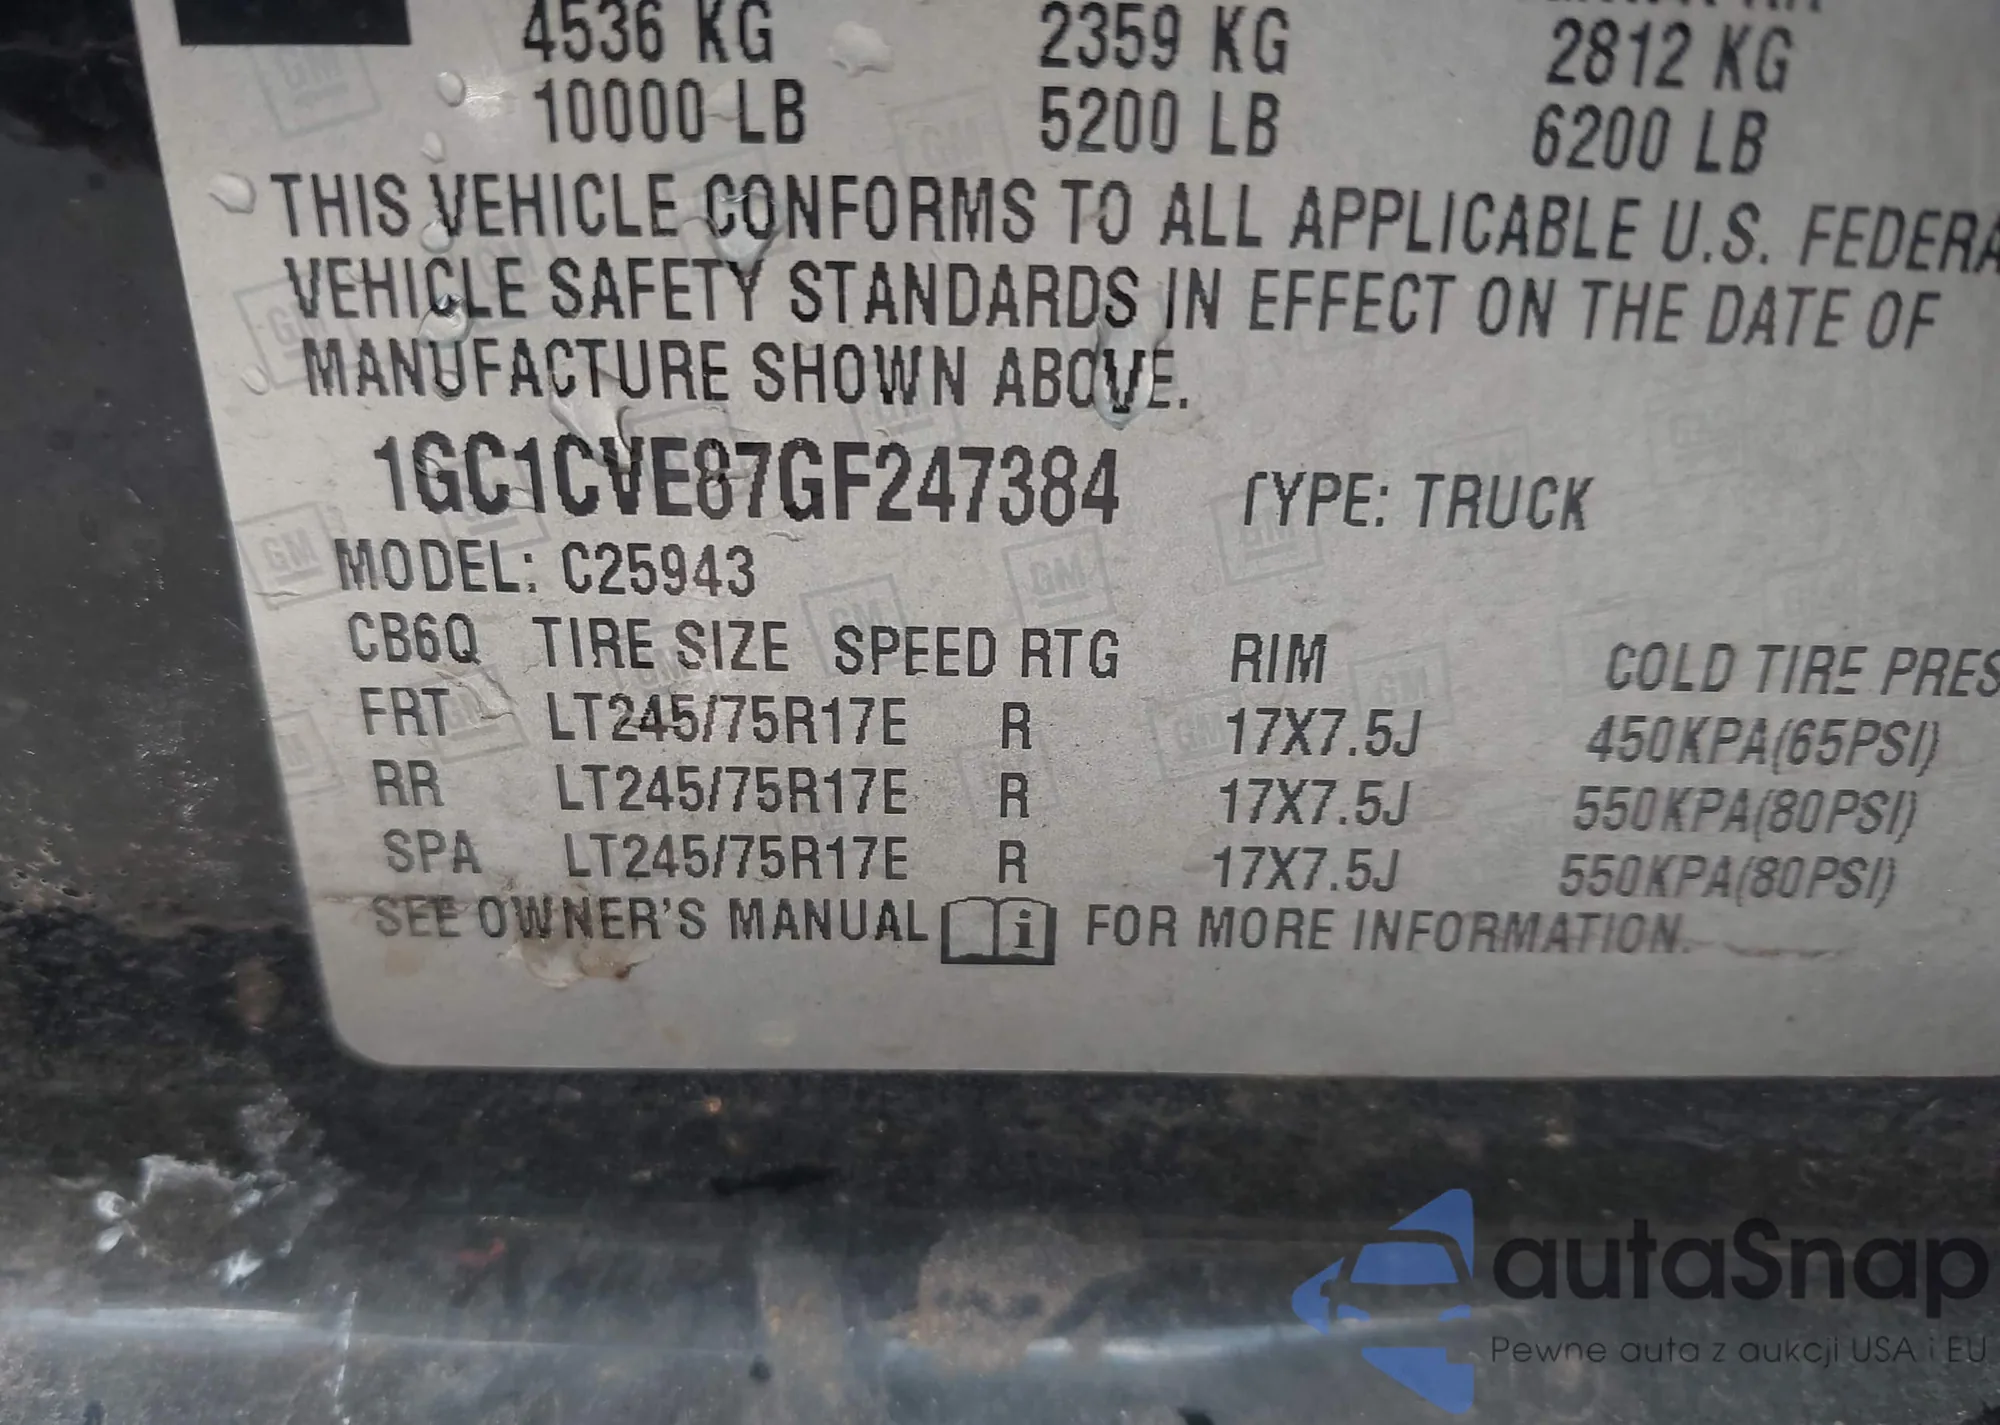 4536 KG 2359 KG 2812 KG
10000 LB 5200 LB 6200 LB
THIS VEHICLE CONFORMS TO ALL APPLICABLE U.S. FEDERA
VEHICLE SAFETY STANDARDS IN EFFECT ON THE DATE OF
MANUFACTURE SHOWN ABOVE.
1GC1CVE87GF247384 TYPE: TRUCK
MODEL: C25943
CB6Q TIRE SIZE SPEED RTG RIM COLD TIRE PRES
FRT LT245/75R17E R 17X7.5J 450KPA(65PSI)
RR LT245/75R17E R 17X7.5J 550KPA(80PSI)
SPA LT245/75R17E R 17X7.5J 550KPA(80PSI)
SEE OWNER'S MANUAL i FOR MORE INFORMATION.
autaSnap
Pewne auta z aukcji USA i EU